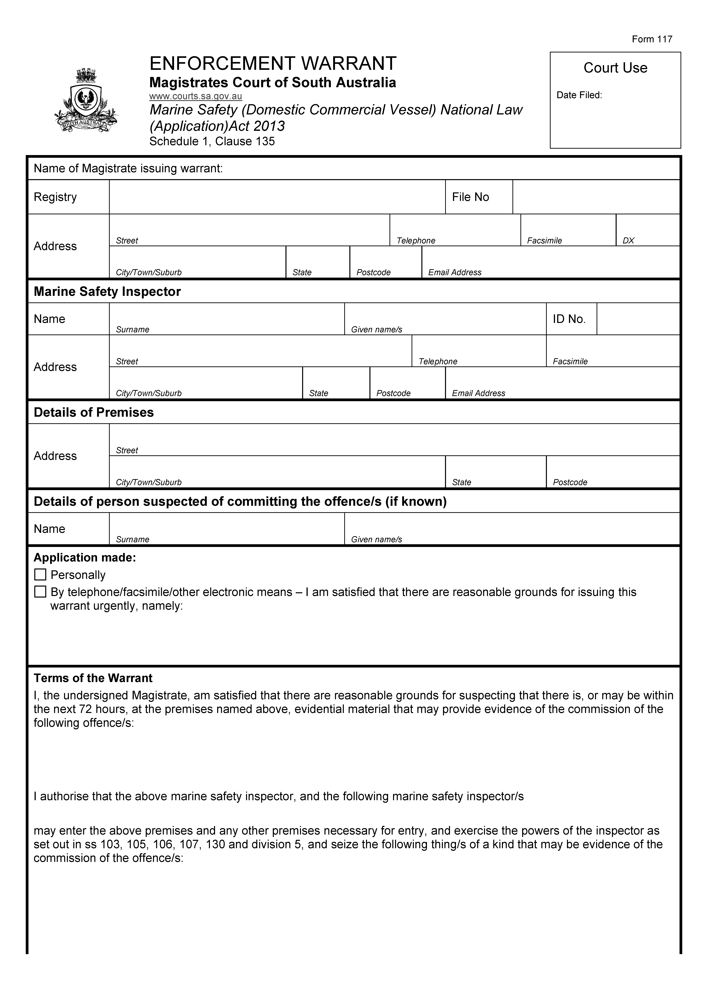 Form 117
ENFORCEMENT WARRANT
Magistrates Court of South Australia
www.courts.sa.gov.au
Marine Safety (Domestic Commercial Vessel) National Law
(Application)Act 2013
Schedule 1, Clause 135
SOUTH AUSTRALIA
Court Use
Date Filed:
Name of Magistrate issuing warrant:
Registry
File No
Address
Street
Telephone
Facsimile
DX
City/Town/Suburb
State
Postcode
Email Address
Marine Safety Inspector
Name
Surname
Given name/s
ID No.
Address
Street
Telephone
Facsimile
City/Town/Suburb
State
Postcode
Email Address
Details of Premises
Address
Street
City/Town/Suburb
State
Postcode
Details of person suspected of committing the offence/s (if known)
Name
Surname
Given name/s
Application made:
Personally
By telephone/facsimile/other electronic means – I am satisfied that there are reasonable grounds for issuing this
warrant urgently, namely:
Terms of the Warrant
I, the undersigned Magistrate, am satisfied that there are reasonable grounds for suspecting that there is, or may be within
the next 72 hours, at the premises named above, evidential material that may provide evidence of the commission of the
following offence/s:
I authorise that the above marine safety inspector, and the following marine safety inspector/s
may enter the above premises and any other premises necessary for entry, and exercise the powers of the inspector as
set out in ss 103, 105, 106, 107, 130 and division 5, and seize the following thing/s of a kind that may be evidence of the
commission of the offence/s: